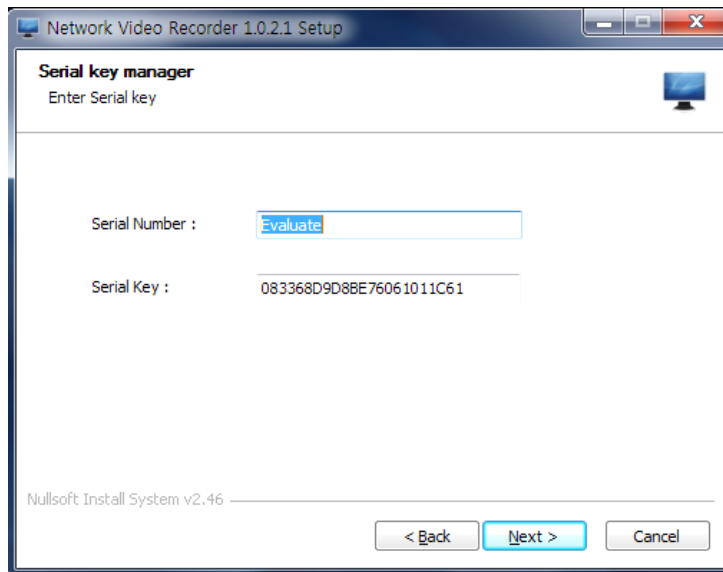 Network Video Recorder 1.0.2.1 Setup
Serial key manager
Enter Serial key
Serial Number : Evaluate
Serial Key : 083368D9D8BE76061011C61
Nullsoft Install System v2.46
< Back Next > Cancel